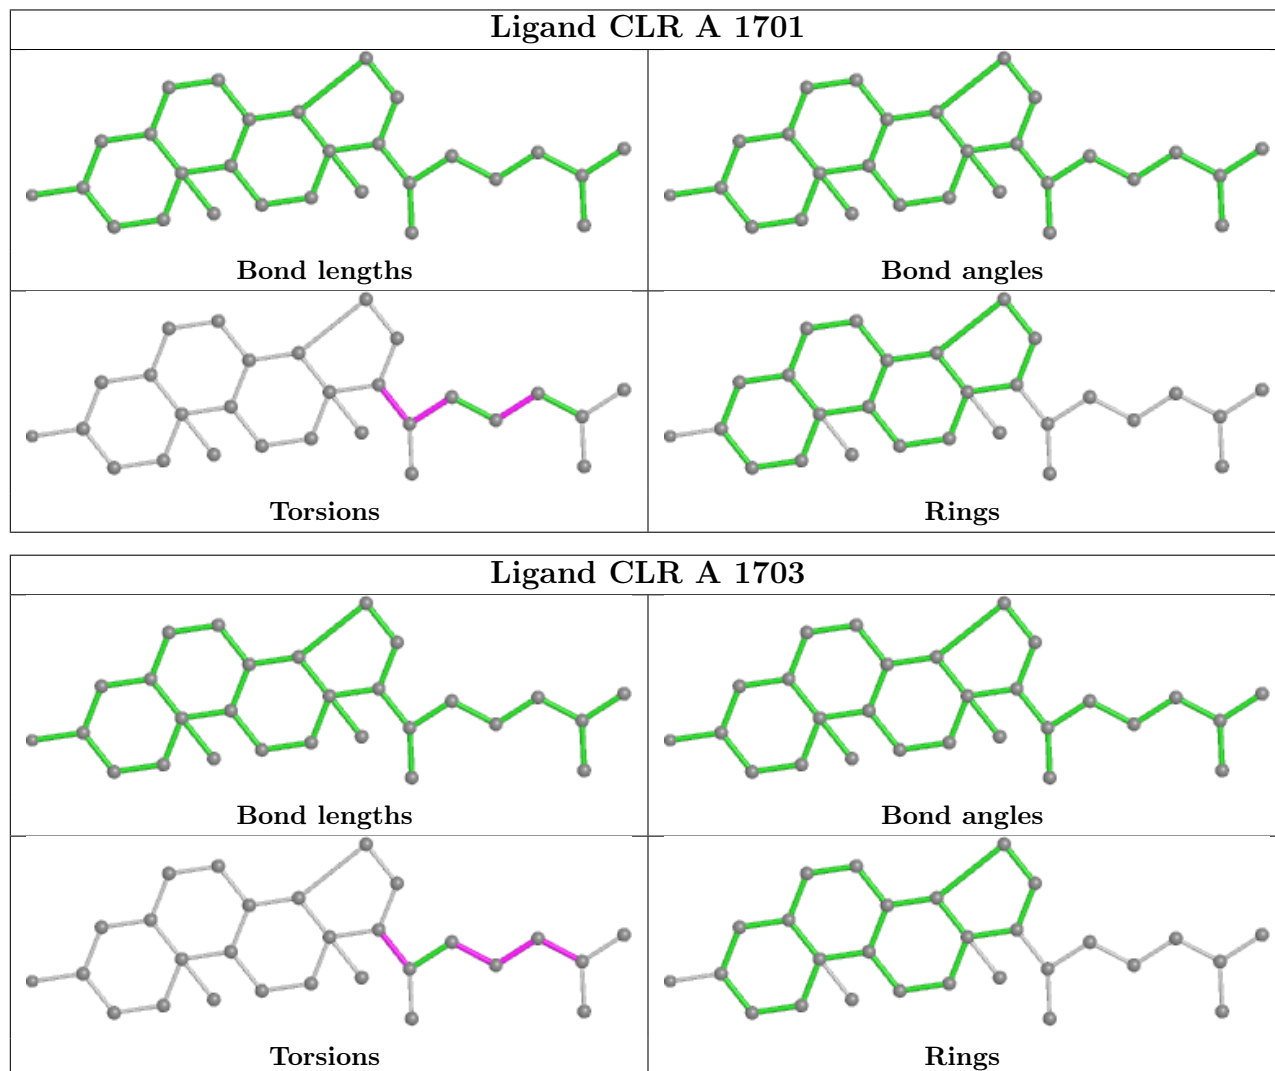 Ligand CLR A 1701
Bond lengths
Bond angles
Torsions
Rings
Ligand CLR A 1703
Bond lengths
Bond angles
Torsions
Rings